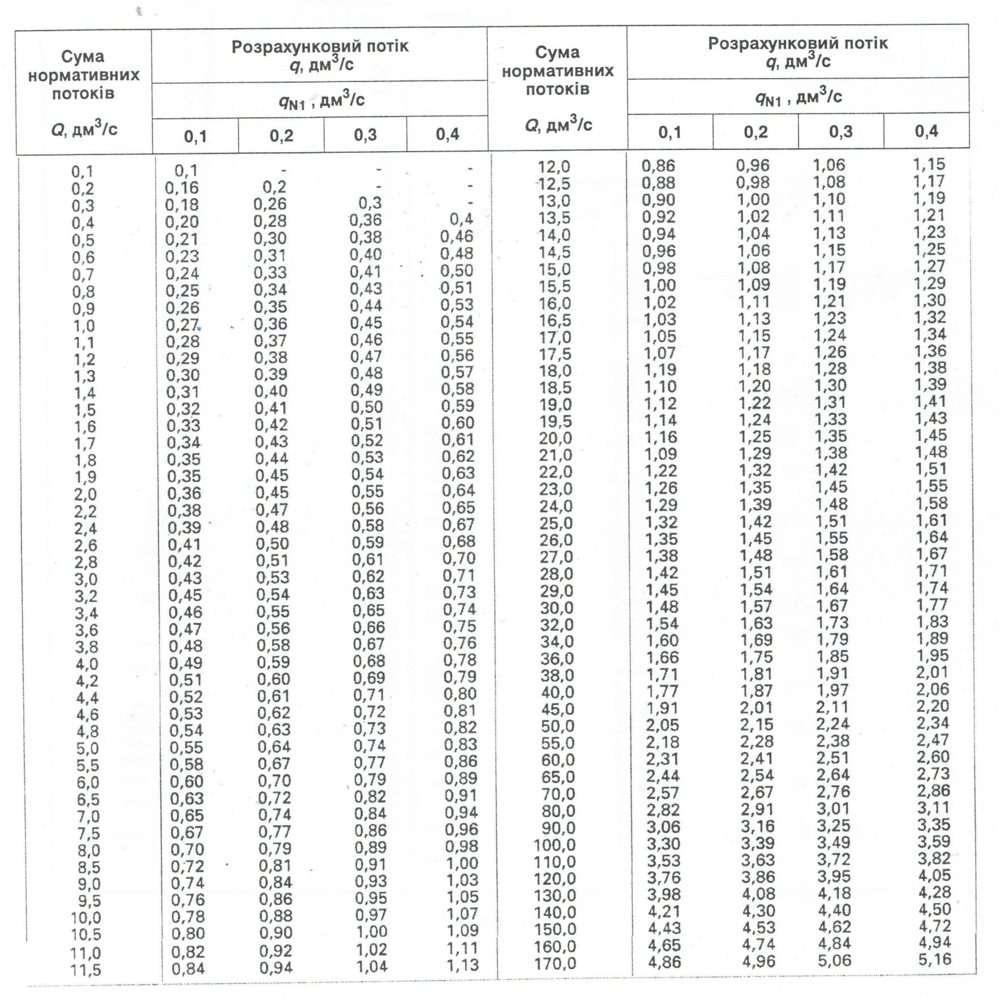 Сума нормативних потоків Q, дм³/с | Розрахунковий потік q, дм³/с | Сума нормативних потоків Q, дм³/с | Розрахунковий потік q, дм³/с
qN1 , дм³/с | qN1 , дм³/с
0,1 0,2 0,3 0,4 | 0,1 0,2 0,3 0,4
0,1 0,1 - - - 12,0 0,86 0,96 1,06 1,15
0,2 0,16 0,2 - - 12,5 0,88 0,98 1,08 1,17
0,3 0,18 0,26 0,3 - 13,0 0,90 1,00 1,10 1,19
0,4 0,20 0,28 0,36 0,4 13,5 0,92 1,02 1,11 1,21
0,5 0,21 0,30 0,38 0,46 14,0 0,94 1,04 1,13 1,23
0,6 0,23 0,31 0,40 0,48 14,5 0,96 1,06 1,15 1,25
0,7 0,24 0,33 0,41 0,50 15,0 0,98 1,08 1,17 1,27
0,8 0,25 0,34 0,43 0,51 15,5 1,00 1,09 1,19 1,29
0,9 0,26 0,35 0,44 0,53 16,0 1,02 1,11 1,21 1,30
1,0 0,27 0,36 0,45 0,54 16,5 1,03 1,13 1,23 1,32
1,1 0,28 0,37 0,46 0,55 17,0 1,05 1,15 1,24 1,34
1,2 0,29 0,38 0,47 0,56 17,5 1,07 1,17 1,26 1,36
1,3 0,30 0,39 0,48 0,57 18,0 1,19 1,18 1,28 1,38
1,4 0,31 0,40 0,49 0,58 18,5 1,10 1,20 1,30 1,39
1,5 0,32 0,41 0,50 0,59 19,0 1,12 1,22 1,31 1,41
1,6 0,33 0,42 0,51 0,60 19,5 1,14 1,24 1,33 1,43
1,7 0,34 0,43 0,52 0,61 20,0 1,16 1,25 1,35 1,45
1,8 0,35 0,44 0,53 0,62 21,0 1,09 1,29 1,38 1,48
1,9 0,35 0,45 0,54 0,63 22,0 1,22 1,32 1,42 1,51
2,0 0,36 0,45 0,55 0,64 23,0 1,26 1,35 1,45 1,55
2,2 0,38 0,47 0,56 0,65 24,0 1,29 1,39 1,48 1,58
2,4 0,39 0,48 0,58 0,67 25,0 1,32 1,42 1,51 1,61
2,6 0,41 0,50 0,59 0,68 26,0 1,35 1,45 1,55 1,64
2,8 0,42 0,51 0,61 0,70 27,0 1,38 1,48 1,58 1,67
3,0 0,43 0,53 0,62 0,71 28,0 1,42 1,51 1,61 1,71
3,2 0,45 0,54 0,63 0,73 29,0 1,45 1,54 1,64 1,74
3,4 0,46 0,55 0,65 0,74 30,0 1,48 1,57 1,67 1,77
3,6 0,47 0,56 0,66 0,75 32,0 1,54 1,63 1,73 1,83
3,8 0,48 0,58 0,67 0,76 34,0 1,60 1,69 1,79 1,89
4,0 0,49 0,59 0,68 0,78 36,0 1,66 1,75 1,85 1,95
4,2 0,51 0,60 0,69 0,79 38,0 1,71 1,81 1,91 2,01
4,4 0,52 0,61 0,71 0,80 40,0 1,77 1,87 1,97 2,06
4,6 0,53 0,62 0,72 0,81 45,0 1,91 2,01 2,11 2,20
4,8 0,54 0,63 0,73 0,82 50,0 2,05 2,15 2,24 2,34
5,0 0,55 0,64 0,74 0,83 55,0 2,18 2,28 2,38 2,47
5,5 0,58 0,67 0,77 0,86 60,0 2,31 2,41 2,51 2,60
6,0 0,60 0,70 0,79 0,89 65,0 2,44 2,54 2,64 2,73
6,5 0,63 0,72 0,82 0,91 70,0 2,57 2,67 2,76 2,86
7,0 0,65 0,74 0,84 0,94 80,0 2,82 2,91 3,01 3,11
7,5 0,67 0,77 0,86 0,96 90,0 3,06 3,16 3,25 3,35
8,0 0,70 0,79 0,89 0,98 100,0 3,30 3,39 3,49 3,59
8,5 0,72 0,81 0,91 1,00 110,0 3,53 3,63 3,72 3,82
9,0 0,74 0,84 0,93 1,03 120,0 3,76 3,86 3,95 4,05
9,5 0,76 0,86 0,95 1,05 130,0 3,98 4,08 4,18 4,28
10,0 0,78 0,88 0,97 1,07 140,0 4,21 4,30 4,40 4,50
10.5 0,80 0,90 1,00 1,09 150,0 4,43 4,53 4,62 4,72
11,0 0,82 0,92 1,02 1,11 160,0 4,65 4,74 4,84 4,94
11,5 0,84 0,94 1,04 1,13 170,0 4,86 4,96 5,06 5,16